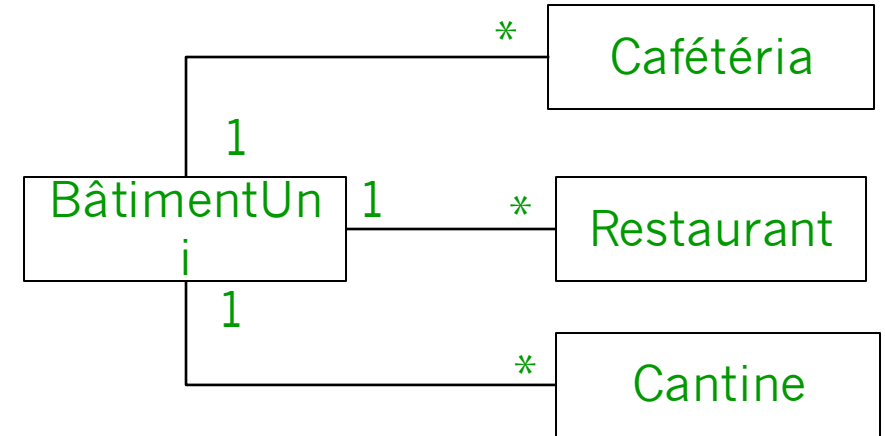 *
Cafétéria
1
BâtimentUn
i
1
*
Restaurant
1
*
Cantine